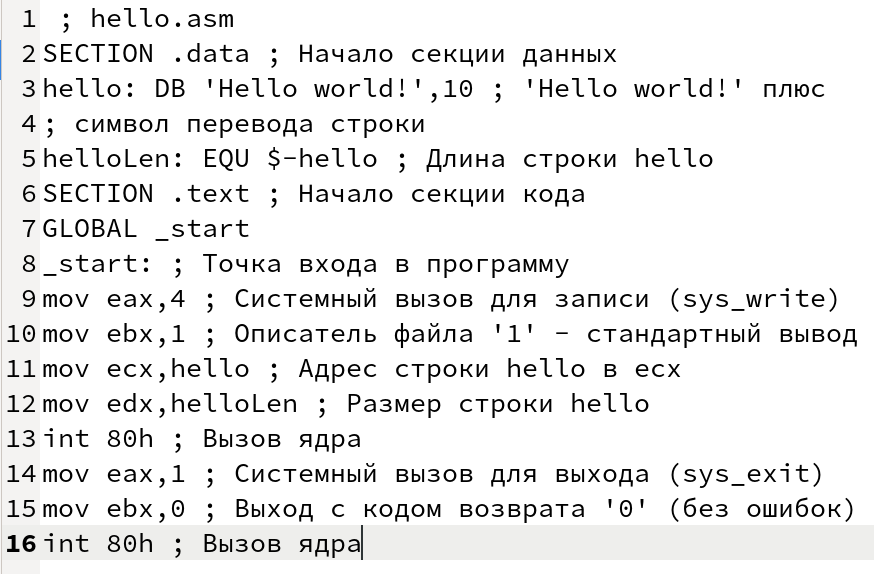 1 ; hello.asm
2 SECTION .data ; Начало секции данных
3 hello: DB 'Hello world!',10 ; 'Hello world!' плюс
4 ; символ перевода строки
5 helloLen: EQU $-hello ; Длина строки hello
6 SECTION .text ; Начало секции кода
7 GLOBAL _start
8 _start: ; Точка входа в программу
9 mov eax,4 ; Системный вызов для записи (sys_write)
10 mov ebx,1 ; Описатель файла '1' - стандартный вывод
11 mov ecx,hello ; Адрес строки hello в ecx
12 mov edx,helloLen ; Размер строки hello
13 int 80h ; Вызов ядра
14 mov eax,1 ; Системный вызов для выхода (sys_exit)
15 mov ebx,0 ; Выход с кодом возврата '0' (без ошибок)
16 int 80h ; Вызов ядра